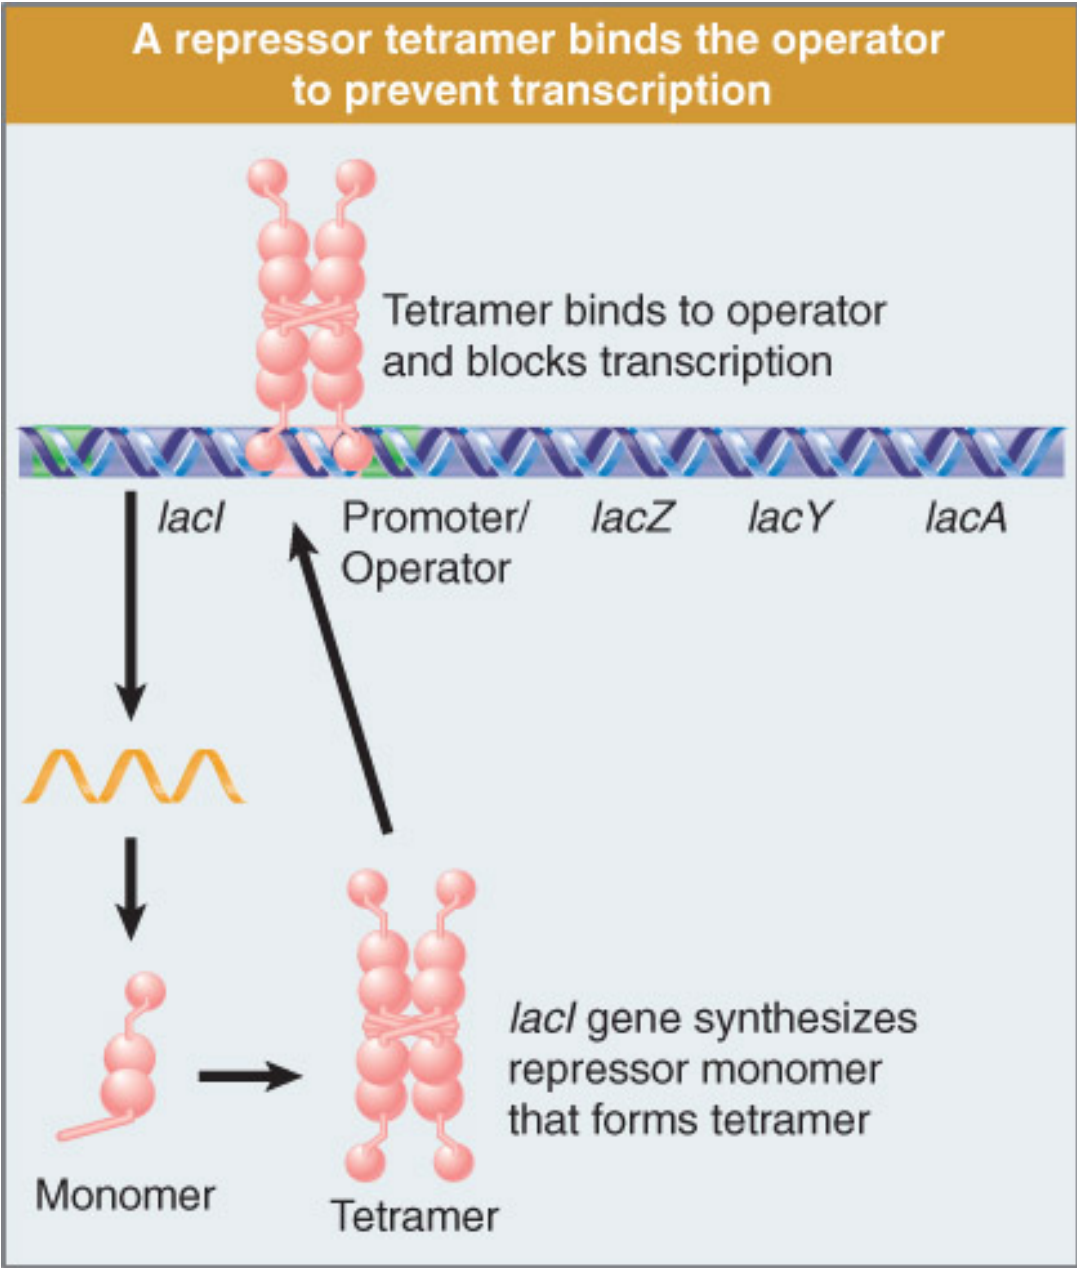 A repressor tetramer binds the operator
to prevent transcription
Tetramer binds to operator
and blocks transcription
lacI
Promoter/
Operator
lacZ
lacY
lacA
lacI gene synthesizes
repressor monomer
that forms tetramer
Monomer
Tetramer